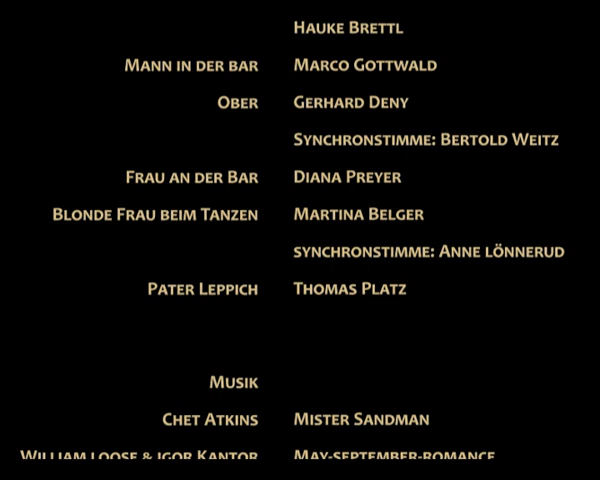 Hauke Brettl
Mann in der bar Marco Gottwald
Ober Gerhard Deny
Synchronstimme: Bertold Weitz
Frau an der Bar Diana Preyer
Blonde Frau beim Tanzen Martina Belger
synchronstimme: Anne lönnerud
Pater Leppich Thomas Platz
Musik
Chet Atkins Mister Sandman
William loose & igor Kantor May-september-romance